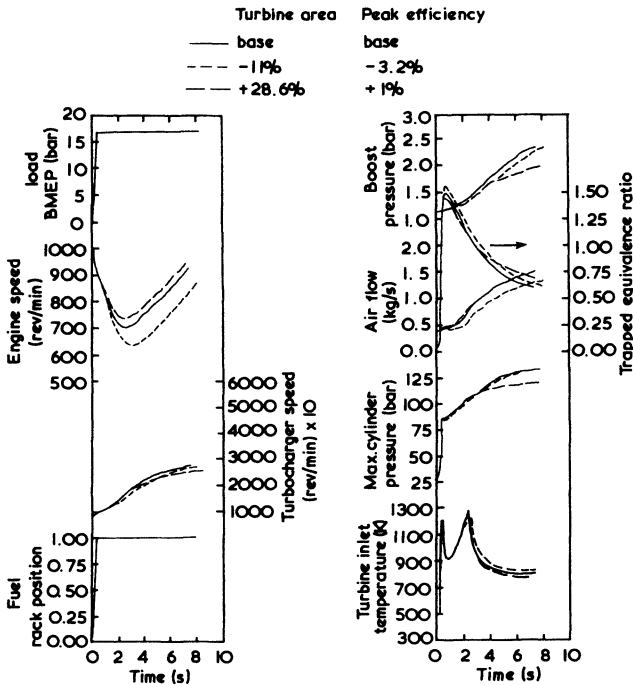 Turbine area Peak efficiency
base base
-11% -3.2%
+28.6% +1%
load
BMEP (bar)
20
15
10
5
0
Engine speed
(rev/min)
1000
900
800
700
600
500
6000
5000
4000
3000
2000
1000
Turbocharger speed
(rev/min) x 10
Fuel
rack position
1.00
0.75
0.50
0.25
0.00
0 2 4 6 8 10
Time (s)
Boost
pressure (bar)
3.0
2.5
2.0
1.5
1.0
1.50
1.25
1.00
0.75
0.50
0.25
0.00
Trapped equivalence ratio
Air flow
(kg/s)
2.0
1.5
1.0
0.5
0.0
Max. cylinder
pressure (bar)
125
100
75
50
25
Turbine inlet
temperature (K)
1300
1100
900
700
500
300
0 2 4 6 8 10
Time (s)